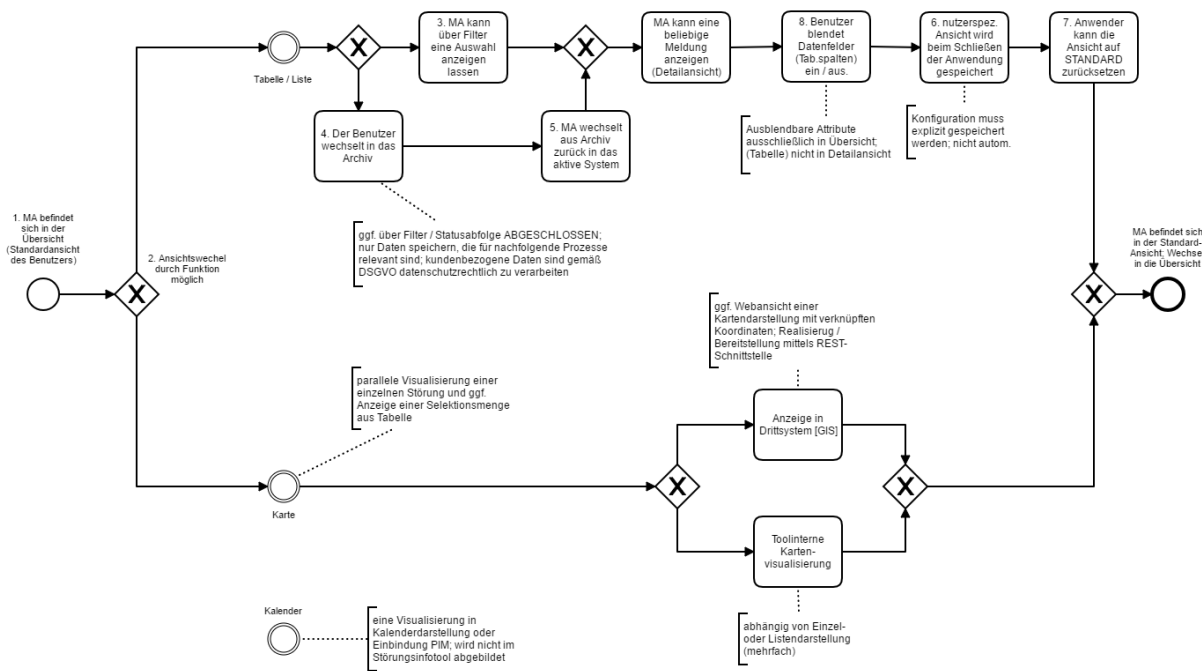 3. MA kann
über Filter
eine Auswahl
anzeigen
lassen
MA kann eine
beliebige
Meldung
anzeigen
(Detailansicht)
8. Benutzer
blendet
Datenfelder
(Tab.spalten)
ein / aus.
6. nutzerspez.
Ansicht wird
beim Schließen
der Anwendung
gespeichert
7. Anwender
kann die
Ansicht auf
STANDARD
zurücksetzen
Tabelle / Liste
4. Der Benutzer
wechselt in das
Archiv
5. MA wechselt
aus Archiv
zurück in das
aktive System
Ausblendbare Attribute
ausschließlich in Übersicht;
(Tabelle) nicht in Detailansicht
Konfiguration muss
explizit gespeichert
werden; nicht autom.
1. MA befindet
sich in der
Übersicht
(Standardansicht
des Benutzers)
2. Ansichtswechel
durch Funktion
möglich
ggf. über Filter / Statusabfolge ABGESCHLOSSEN;
nur Daten speichern, die für nachfolgende Prozesse
relevant sind; kundenbezogene Daten sind gemäß
DSGVO datenschutzrechtlich zu verarbeiten
MA befindet sich
in der Standard-
Ansicht; Wechsel
in die Übersicht
ggf. Webansicht einer
Kartendarstellung mit verknüpften
Koordinaten; Realisierug /
Bereitstellung mittels REST-
Schnittstelle
parallele Visualisierung einer
einzelnen Störung und ggf.
Anzeige einer Selektionsmenge
aus Tabelle
Anzeige in
Drittsystem [GIS]
Karte
Toolinterne
Karten-
visualisierung
Kalender
eine Visualisierung in
Kalenderdarstellung oder
Einbindung PIM; wird nicht im
Störungsinfotool abgebildet
abhängig von Einzel-
oder Listendarstellung
(mehrfach)